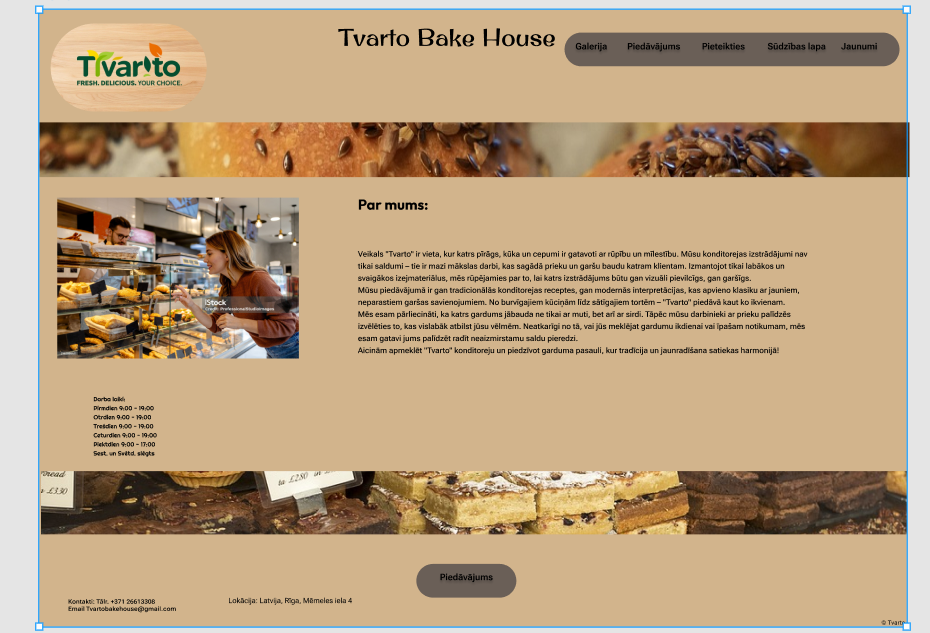 Tvarto
FRESH. DELICIOUS. YOUR CHOICE.
Tvarto Bake House
Galerija Piedāvājums Pieteikties Sūdzības lapa Jaunumi
Par mums:
Veikals "Tvarto" ir vieta, kur katrs pīrāgs, kūka un cepumi ir gatavoti ar rūpību un mīlestību. Mūsu konditorejas izstrādājumi nav
tikai saldumi – tie ir mazi mākslas darbi, kas sagādā prieku un garšu baudu katram klientam. Izmantojot tikai labākos un
svaigākos izejmateriālus, mēs rūpējamies par to, lai katrs izstrādājums būtu gan vizuāli pievilcīgs, gan garšīgs.
Mūsu piedāvājumā ir gan tradicionālās konditorejas receptes, gan modernās interpretācijas, kas apvieno klasiku ar jauniem,
neparastiem garšas savienojumiem. No burvīgajiem kūciņām līdz sātīgajiem tortēm – "Tvarto" piedāvā kaut ko ikvienam.
Mēs esam pārliecināti, ka katrs gardums jābauda ne tikai ar muti, bet arī ar sirdi. Tāpēc mūsu darbinieki ar prieku palīdzēs
izvēlēties to, kas vislabāk atbilst jūsu vēlmēm. Neatkarīgi no tā, vai jūs meklējat gardumu ikdienai vai īpašam notikumam, mēs
esam gatavi jums palīdzēt radīt neaizmirstamu saldu pieredzi.
Aicinām apmeklēt "Tvarto" konditoreju un piedzīvot garduma pasauli, kur tradīcija un jaunradīšana satiekas harmonijā!
iStock
Credit: PeopleImages
Darba laiki:
Pirmdien 9:00 - 19:00
Otrdien 9:00 - 19:00
Trešdien 9:00 - 19:00
Ceturdien 9:00 - 19:00
Piektdien 9:00 - 17:00
Sest. un Svētd. slēgts
bread
£3.30
£2.80
Piedāvājums
Kontakti: Tālr. +371 26613308
Email Tvartobakehouse@gmail.com
Lokācija: Latvija, Rīga, Mēmeles iela 4
© Tvarto